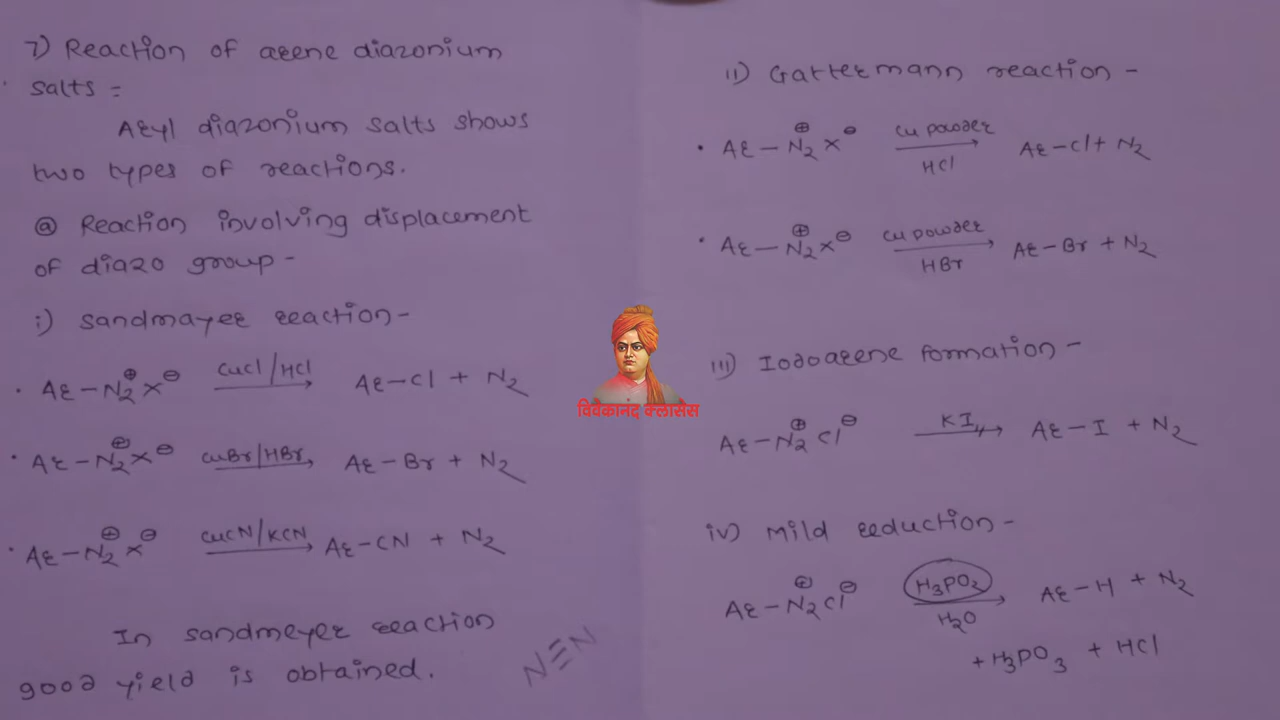 7) Reaction of arene diazonium
salts =
Aryl diazonium salts shows
two types of reactions.
@ Reaction involving displacement
of diazo group -
i) Sandmayer reaction -
· Ar - N₂⊕ X⊖ CuCl/HCl → Ar - Cl + N₂
· Ar - N₂⊕ X⊖ CuBr/HBr → Ar - Br + N₂
· Ar - N₂⊕ X⊖ CuCN/KCN → Ar - CN + N₂
In sandmeyer reaction
good yield is obtained.
N≡N
ii) Gattermann reaction -
· Ar - N₂⊕ X⊖ Cu powder → Ar - Cl + N₂
HCl
· Ar - N₂⊕ X⊖ Cu powder → Ar - Br + N₂
HBr
iii) Iodoarene formation -
Ar - N₂⊕ Cl⊖ KI → Ar - I + N₂
iv) Mild reduction -
Ar - N₂⊕ Cl⊖ H₃PO₂ → Ar - H + N₂
H₂O
+ H₃PO₃ + HCl
विवेकानंद क्लासेस